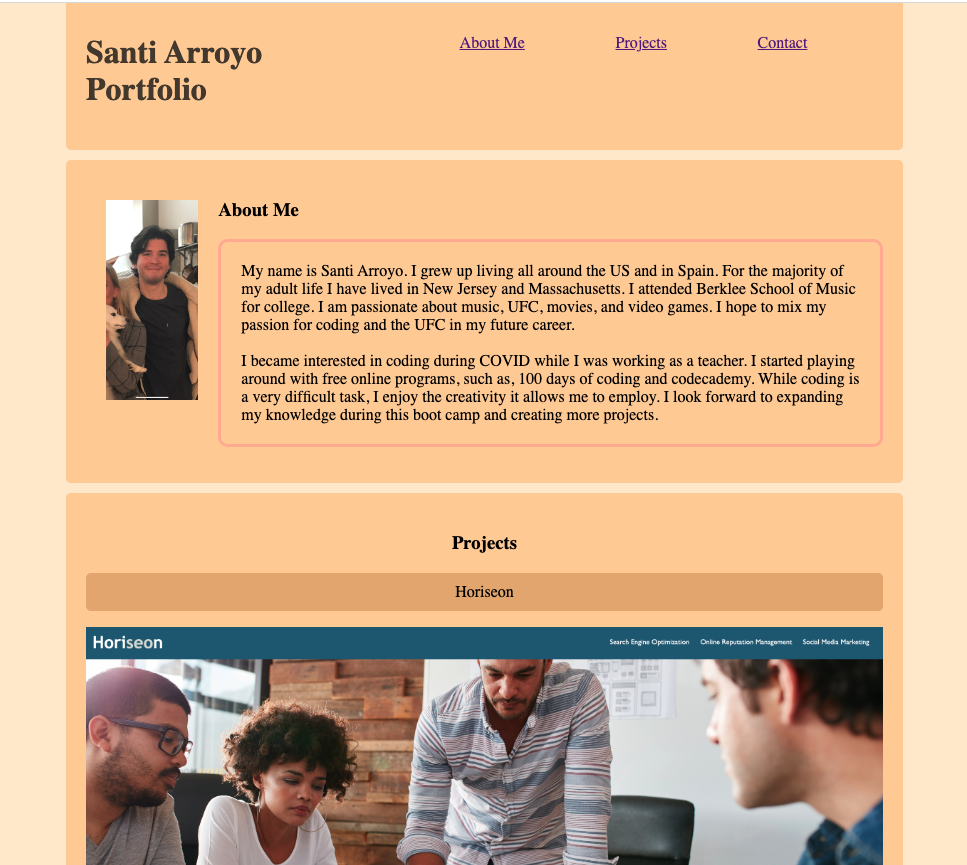 Santi Arroyo
Portfolio
About Me
Projects
Contact
About Me
My name is Santi Arroyo. I grew up living all around the US and in Spain. For the majority of
my adult life I have lived in New Jersey and Massachusetts. I attended Berklee School of Music
for college. I am passionate about music, UFC, movies, and video games. I hope to mix my
passion for coding and the UFC in my future career.
I became interested in coding during COVID while I was working as a teacher. I started playing
around with free online programs, such as, 100 days of coding and codecademy. While coding is
a very difficult task, I enjoy the creativity it allows me to employ. I look forward to expanding
my knowledge during this boot camp and creating more projects.
Projects
Horiseon
Horiseon
Search Engine Optimization
Online Reputation Management
Social Media Marketing